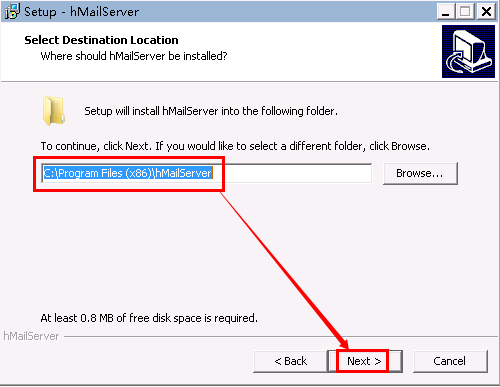 Setup - hMailServer
Select Destination Location
Where should hMailServer be installed?
Setup will install hMailServer into the following folder.
To continue, click Next. If you would like to select a different folder, click Browse.
C:\Program Files (x86)\hMailServer
Browse...
At least 0.8 MB of free disk space is required.
hMailServer
< Back
Next >
Cancel